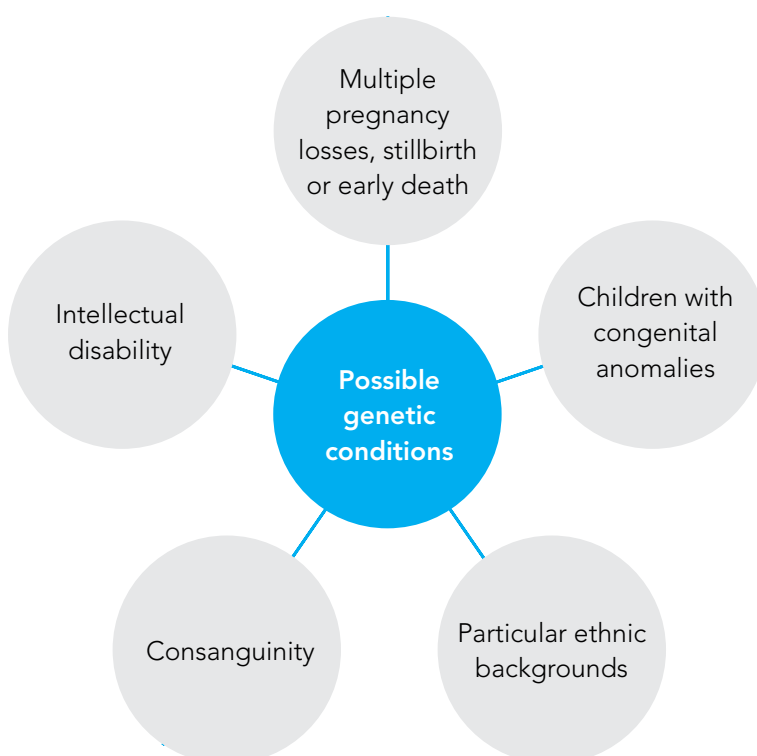 Multiple
pregnancy
losses, stillbirth
or early death
Intellectual
disability
Children with
congenital
anomalies
Possible
genetic
conditions
Consanguinity
Particular ethnic
backgrounds